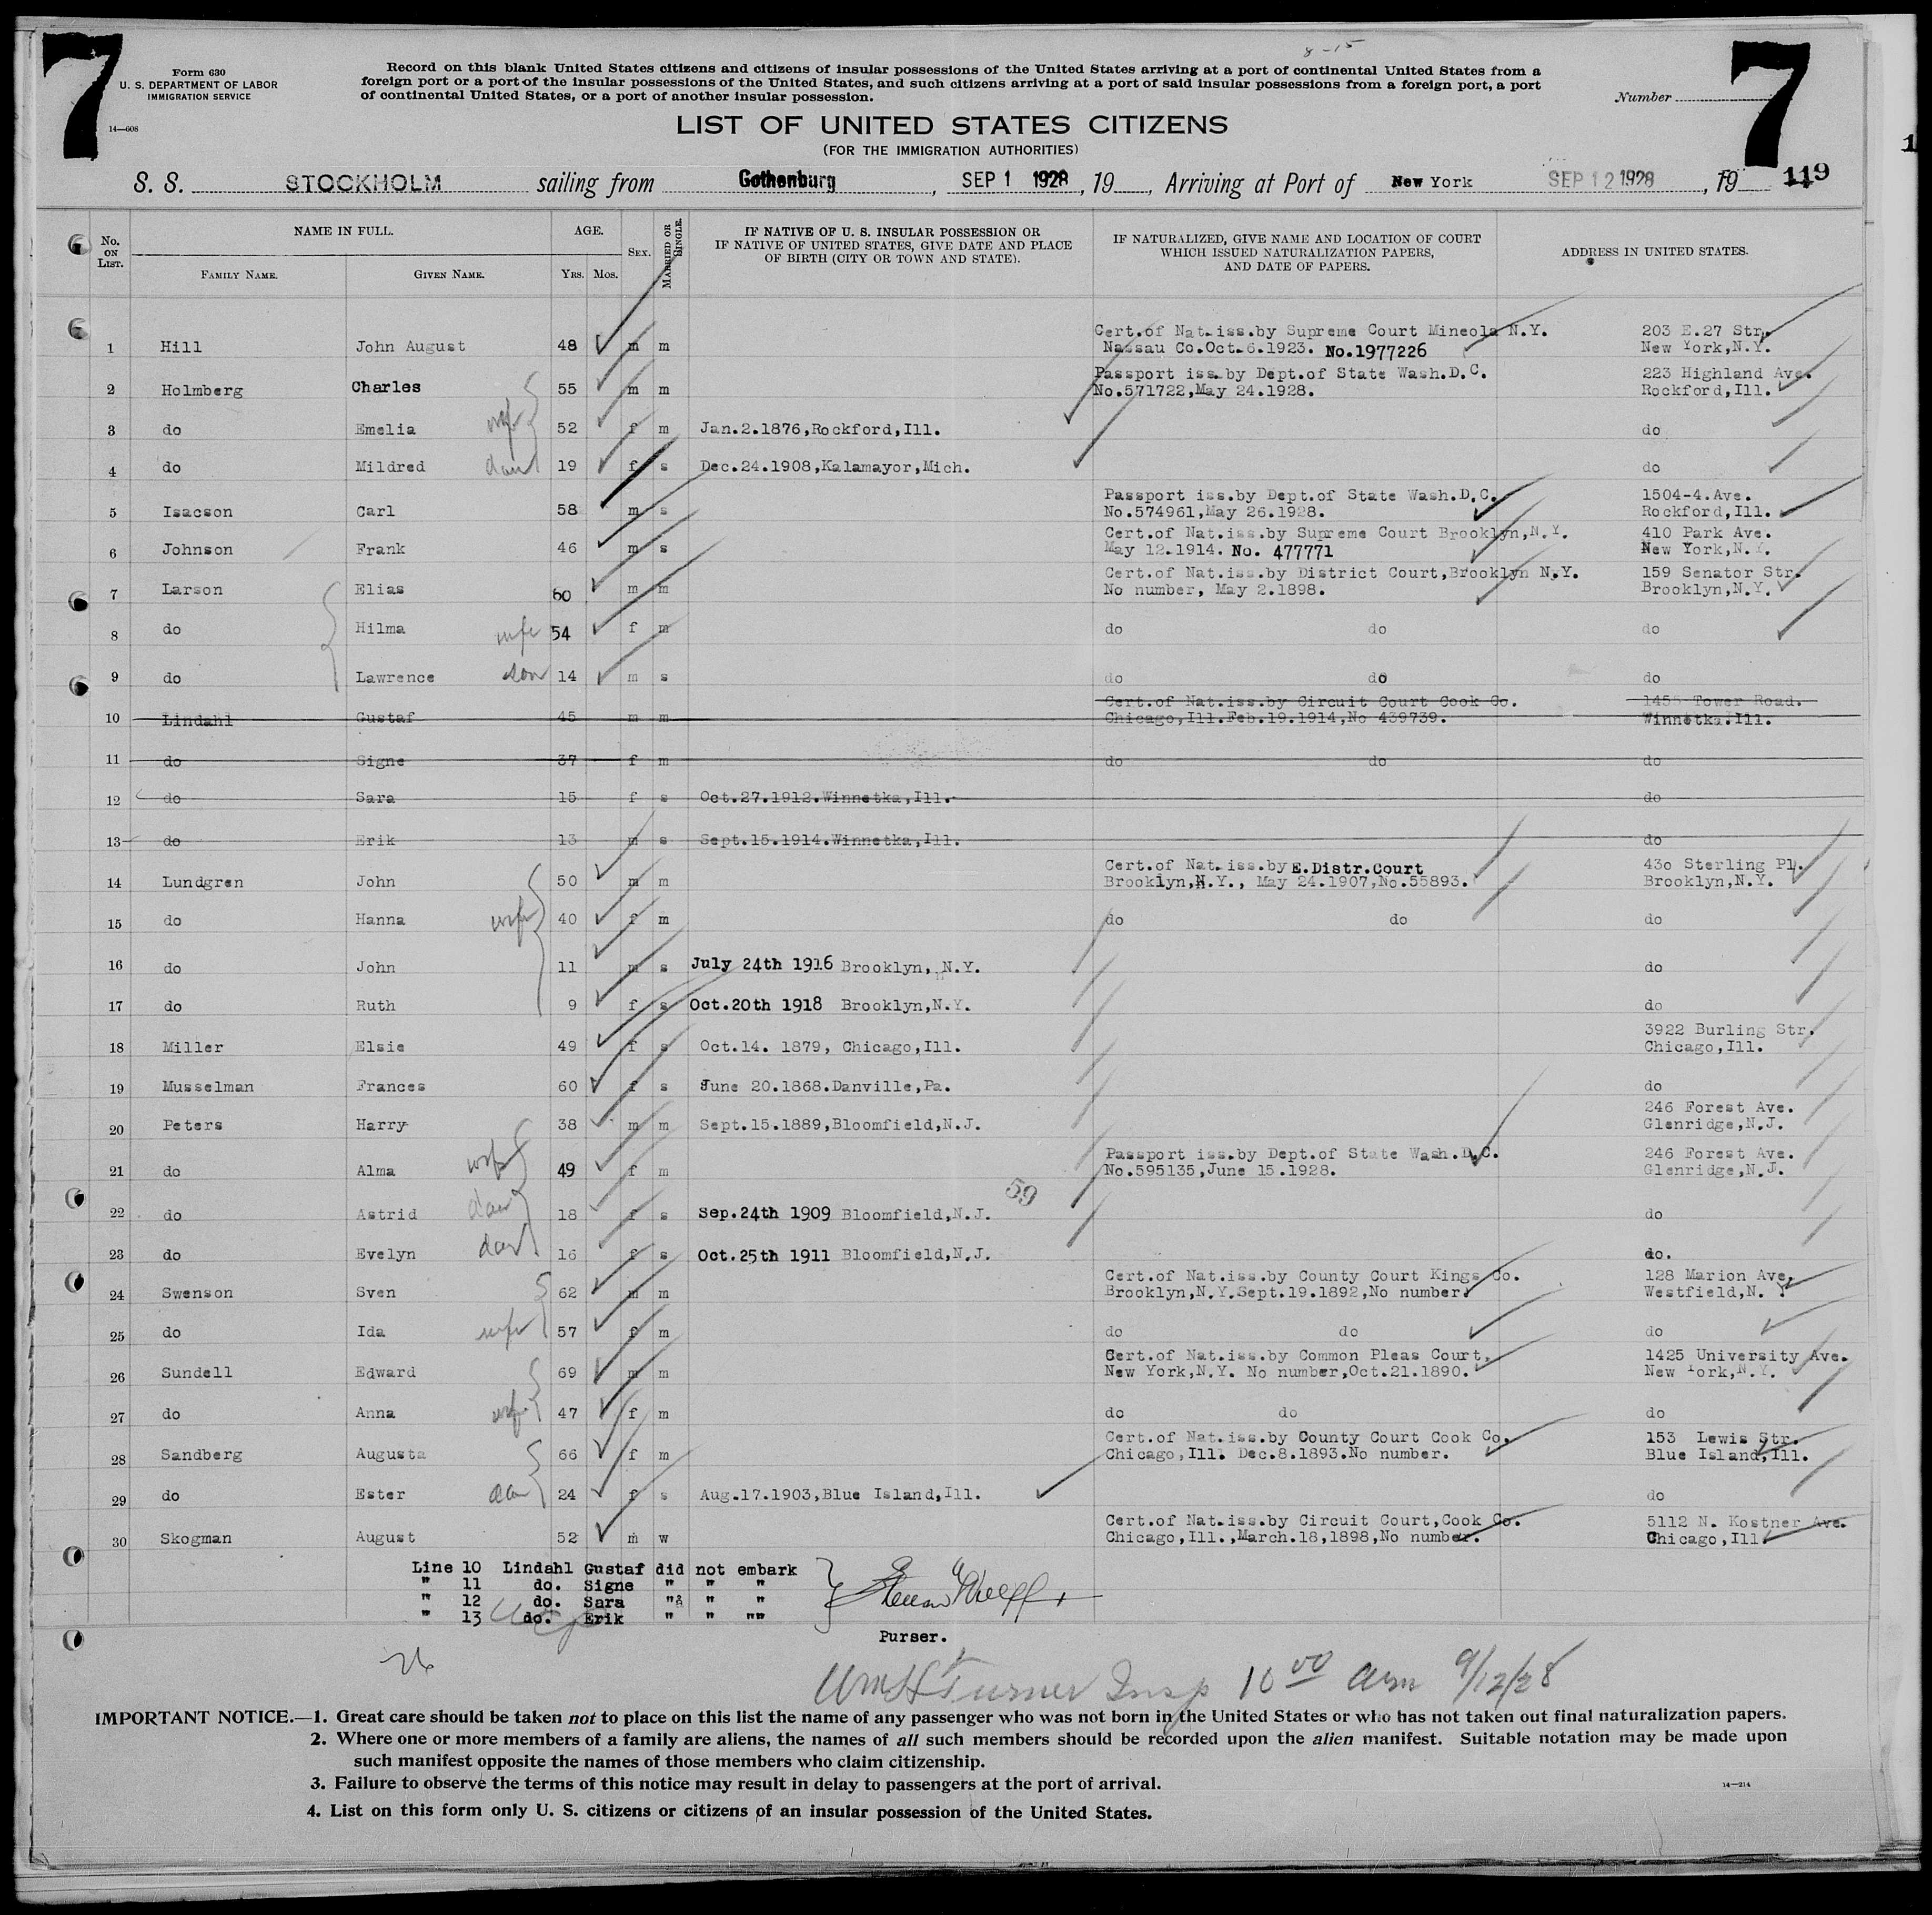 7
7
8-15
Form 630
U. S. DEPARTMENT OF LABOR
IMMIGRATION SERVICE
14—608
Record on this blank United States citizens and citizens of insular possessions of the United States arriving at a port of continental United States from a
foreign port or a port of the insular possessions of the United States, and such citizens arriving at a port of said insular possessions from a foreign port, a port
of continental United States, or a port of another insular possession.
Number
LIST OF UNITED STATES CITIZENS
(FOR THE IMMIGRATION AUTHORITIES)
S. S. STOCKHOLM sailing from Gothenburg, SEP 1 1928, 19 , Arriving at Port of New York SEP 12 1928, 19 119
No. ON LIST. NAME IN FULL. AGE. SEX. MARRIED OR SINGLE. IF NATIVE OF U. S. INSULAR POSSESSION OR IF NATIVE OF UNITED STATES, GIVE DATE AND PLACE OF BIRTH (CITY OR TOWN AND STATE). IF NATURALIZED, GIVE NAME AND LOCATION OF COURT WHICH ISSUED NATURALIZATION PAPERS, AND DATE OF PAPERS. ADDRESS IN UNITED STATES.
FAMILY NAME. GIVEN NAME. YRS. MOS.
Cert.of Nat.iss.by Supreme Court Mineola N.Y. 203 E.27 Str.
1 Hill John August 48 m m Nassau Co.Oct.6.1923. No.1977226 New York,N.Y.
Passport iss.by Dept.of State Wash.D.C. 223 Highland Ave.
2 Holmberg Charles 55 m m No.571722,May 24.1928. Rockford,Ill.
3 do Emelia wife 52 f m Jan.2.1876,Rockford,Ill. do
4 do Mildred dau 19 f s Dec.24.1908,Kalamayor,Mich. do
Passport iss.by Dept.of State Wash.D.C. 1504-4.Ave.
5 Isacson Carl 58 m s No.574961,May 26.1928. Rockford,Ill.
Cert.of Nat.iss.by Supreme Court Brooklyn,N.Y. 410 Park Ave.
6 Johnson Frank 46 m s May 12.1914. No. 477771 New York,N.Y.
Cert.of Nat.iss.by District Court,Brooklyn N.Y. 159 Senator Str.
7 Larson Elias 60 m m No number, May 2.1898. Brooklyn,N.Y.
8 do Hilma wife 54 f m do do do
9 do Lawrence son 14 m s do do do
Cert.of Nat.iss.by Circuit Court Cook Co. 1455 Tower Road.
10 Lindahl Gustaf 45 m m Chicago,Ill.Feb.19.1914,No 439739. Winnetka.Ill.
11 do Signe 37 f m do do do
12 do Sara 15 f s Oct.27.1912.Winnetka,Ill. do
13 do Erik 13 m s Sept.15.1914.Winnetka,Ill. do
Cert.of Nat.iss.by E.Distr.Court 430 Sterling Pl.
14 Lundgren John 50 m m Brooklyn,N.Y., May 24.1907,No.55893. Brooklyn,N.Y.
15 do Hanna wife 40 f m do do do
16 do John 11 m s July 24th 1916 Brooklyn, N.Y. do
17 do Ruth 9 f s Oct.20th 1918 Brooklyn,N.Y. do
3922 Burling Str.
18 Miller Elsie 49 f s Oct.14. 1879, Chicago,Ill. Chicago,Ill.
19 Musselman Frances 60 f s June 20.1868.Danville,Pa. do
246 Forest Ave.
20 Peters Harry 38 m m Sept.15.1889,Bloomfield,N.J. Glenridge,N.J.
Passport iss.by Dept.of State Wash.D.C. 246 Forest Ave.
21 do Alma wife 49 f m No.595135,June 15.1928. Glenridge,N.J.
59
22 do Astrid dau 18 f s Sep.24th 1909 Bloomfield,N.J. do
23 do Evelyn dau 16 f s Oct.25th 1911 Bloomfield,N.J. do.
Cert.of Nat.iss.by County Court Kings Co. 128 Marion Ave.
24 Swenson Sven 62 m m Brooklyn,N.Y.Sept.19.1892,No number. Westfield,N. Y
25 do Ida wife 57 f m do do do
Cert.of Nat.iss.by Common Pleas Court, 1425 University Ave.
26 Sundell Edward 69 m m New York,N.Y. No number,Oct.21.1890. New York,N.Y.
27 do Anna wife 47 f m do do do
Cert.of Nat.iss.by County Court Cook Co. 153 Lewis Str.
28 Sandberg Augusta 66 f m Chicago,Ill. Dec.8.1893.No number. Blue Island,Ill.
29 do Ester dau 24 f s Aug.17.1903,Blue Island,Ill. do
Cert.of Nat.iss.by Circuit Court,Cook Co. 5112 N. Kostner Ave.
30 Skogman August 52 m w Chicago,Ill.,March.18,1898,No number. Chicago,Ill.
Line 10 Lindahl Gustaf did not embark
" 11 do. Signe " " "
" 12 do. Sara " " "
" 13 do. Erik " " ""
Purser.
26
Wm H Turner Insp 10 00 am 9/12/28
IMPORTANT NOTICE.—1. Great care should be taken not to place on this list the name of any passenger who was not born in the United States or who has not taken out final naturalization papers.
2. Where one or more members of a family are aliens, the names of all such members should be recorded upon the alien manifest. Suitable notation may be made upon
such manifest opposite the names of those members who claim citizenship.
3. Failure to observe the terms of this notice may result in delay to passengers at the port of arrival.
14—214
4. List on this form only U. S. citizens or citizens of an insular possession of the United States.